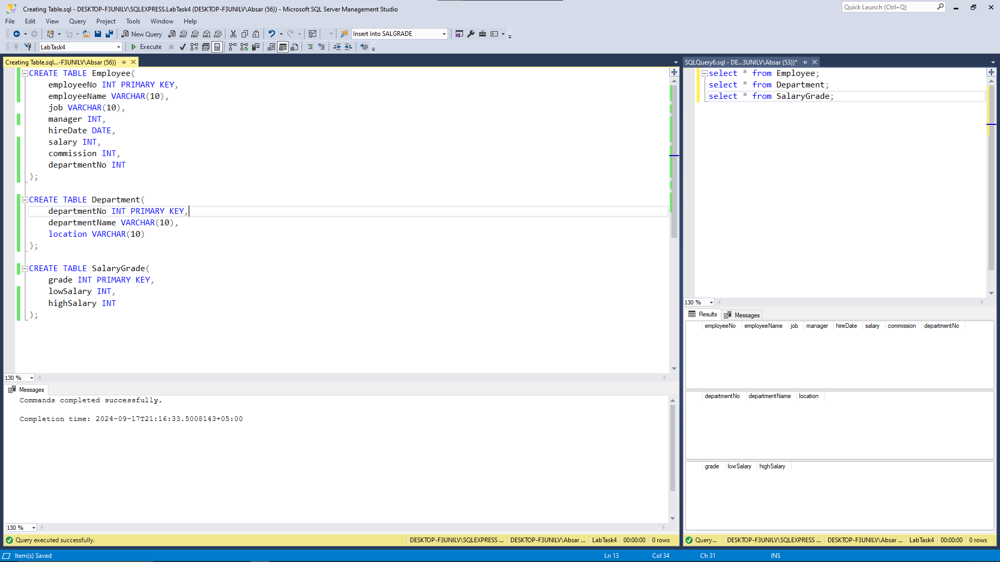 Creating Table.sql - DESKTOP-F3UNILV\SQLEXPRESS.LabTask4 (DESKTOP-F3UNILV\Absar (56)) - Microsoft SQL Server Management Studio
Quick Launch (Ctrl+Q)
File Edit View Query Project Tools Window Help
New Query MDX DMX XMLA DAX Insert Into SALGRADE
LabTask4 Execute
Creating Table.sql...-F3UNILV\Absar (56))
CREATE TABLE Employee(
employeeNo INT PRIMARY KEY,
employeeName VARCHAR(10),
job VARCHAR(10),
manager INT,
hireDate DATE,
salary INT,
commission INT,
departmentNo INT
);
CREATE TABLE Department(
departmentNo INT PRIMARY KEY,
departmentName VARCHAR(10),
location VARCHAR(10)
);
CREATE TABLE SalaryGrade(
grade INT PRIMARY KEY,
lowSalary INT,
highSalary INT
);
130 %
Messages
Commands completed successfully.
Completion time: 2024-09-17T21:16:33.5008143+05:00
130 %
Query executed successfully. DESKTOP-F3UNILV\SQLEXPRESS ... DESKTOP-F3UNILV\Absar ... LabTask4 00:00:00 0 rows
SQLQuery6.sql - DE...3UNILV\Absar (53))*
select * from Employee;
select * from Department;
select * from SalaryGrade;
130 %
Results Messages
employeeNo employeeName job manager hireDate salary commission departmentNo
departmentNo departmentName location
grade lowSalary highSalary
Query... DESKTOP-F3UNILV\SQLEXPRESS ... DESKTOP-F3UNILV\Absar ... LabTask4 00:00:00 0 rows
Item(s) Saved Ln 13 Col 34 Ch 31 INS